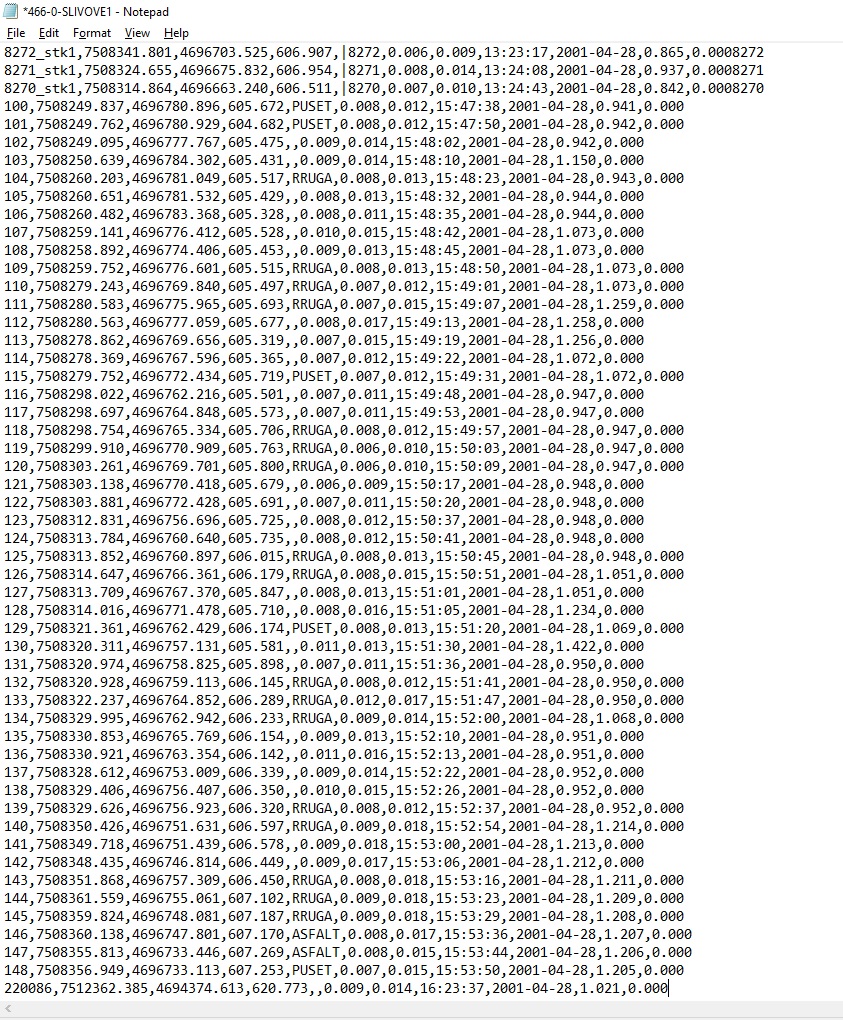 *466-0-SLIVOVE1 - Notepad
File Edit Format View Help
8272_stk1,7508341.801,4696703.525,606.907,|8272,0.006,0.009,13:23:17,2001-04-28,0.865,0.0008272
8271_stk1,7508324.655,4696675.832,606.954,|8271,0.008,0.014,13:24:08,2001-04-28,0.937,0.0008271
8270_stk1,7508314.864,4696663.240,606.511,|8270,0.007,0.010,13:24:43,2001-04-28,0.842,0.0008270
100,7508249.837,4696780.896,605.672,PUSET,0.008,0.012,15:47:38,2001-04-28,0.941,0.000
101,7508249.762,4696780.929,604.682,PUSET,0.008,0.012,15:47:50,2001-04-28,0.942,0.000
102,7508249.095,4696777.767,605.475,,0.009,0.014,15:48:02,2001-04-28,0.942,0.000
103,7508250.639,4696784.302,605.431,,0.009,0.014,15:48:10,2001-04-28,1.150,0.000
104,7508260.203,4696781.049,605.517,RRUGA,0.008,0.013,15:48:23,2001-04-28,0.943,0.000
105,7508260.651,4696781.532,605.429,,0.008,0.013,15:48:32,2001-04-28,0.944,0.000
106,7508260.482,4696783.368,605.328,,0.008,0.011,15:48:35,2001-04-28,0.944,0.000
107,7508259.141,4696776.412,605.528,,0.010,0.015,15:48:42,2001-04-28,1.073,0.000
108,7508258.892,4696774.406,605.453,,0.009,0.013,15:48:45,2001-04-28,1.073,0.000
109,7508259.752,4696776.601,605.515,RRUGA,0.008,0.013,15:48:50,2001-04-28,1.073,0.000
110,7508279.243,4696769.840,605.497,RRUGA,0.007,0.012,15:49:01,2001-04-28,1.073,0.000
111,7508280.583,4696775.965,605.693,RRUGA,0.007,0.015,15:49:07,2001-04-28,1.259,0.000
112,7508280.563,4696777.059,605.677,,0.008,0.017,15:49:13,2001-04-28,1.258,0.000
113,7508278.862,4696769.656,605.319,,0.007,0.015,15:49:19,2001-04-28,1.256,0.000
114,7508278.369,4696767.596,605.365,,0.007,0.012,15:49:22,2001-04-28,1.072,0.000
115,7508279.752,4696772.434,605.719,PUSET,0.007,0.012,15:49:31,2001-04-28,1.072,0.000
116,7508298.022,4696762.216,605.501,,0.007,0.011,15:49:48,2001-04-28,0.947,0.000
117,7508298.697,4696764.848,605.573,,0.007,0.011,15:49:53,2001-04-28,0.947,0.000
118,7508298.754,4696765.334,605.706,RRUGA,0.008,0.012,15:49:57,2001-04-28,0.947,0.000
119,7508299.910,4696770.909,605.763,RRUGA,0.006,0.010,15:50:03,2001-04-28,0.947,0.000
120,7508303.261,4696769.701,605.800,RRUGA,0.006,0.010,15:50:09,2001-04-28,0.947,0.000
121,7508303.138,4696770.418,605.679,,0.006,0.009,15:50:17,2001-04-28,0.948,0.000
122,7508303.881,4696772.428,605.691,,0.007,0.011,15:50:20,2001-04-28,0.948,0.000
123,7508312.831,4696756.696,605.725,,0.008,0.012,15:50:37,2001-04-28,0.948,0.000
124,7508313.784,4696760.640,605.735,,0.008,0.012,15:50:41,2001-04-28,0.948,0.000
125,7508313.852,4696760.897,606.015,RRUGA,0.008,0.013,15:50:45,2001-04-28,0.948,0.000
126,7508314.647,4696766.361,606.179,RRUGA,0.008,0.015,15:50:51,2001-04-28,1.051,0.000
127,7508313.709,4696767.370,605.847,,0.008,0.013,15:51:01,2001-04-28,1.051,0.000
128,7508314.016,4696771.478,605.710,,0.008,0.016,15:51:05,2001-04-28,1.234,0.000
129,7508321.361,4696762.429,606.174,PUSET,0.008,0.013,15:51:20,2001-04-28,1.069,0.000
130,7508320.311,4696757.131,605.581,,0.011,0.013,15:51:30,2001-04-28,1.422,0.000
131,7508320.974,4696758.825,605.898,,0.007,0.011,15:51:36,2001-04-28,0.950,0.000
132,7508320.928,4696759.113,606.145,RRUGA,0.008,0.012,15:51:41,2001-04-28,0.950,0.000
133,7508322.237,4696764.852,606.289,RRUGA,0.012,0.017,15:51:47,2001-04-28,0.950,0.000
134,7508329.995,4696762.942,606.233,RRUGA,0.009,0.014,15:52:00,2001-04-28,1.068,0.000
135,7508330.853,4696765.769,606.154,,0.009,0.013,15:52:10,2001-04-28,0.951,0.000
136,7508330.921,4696763.354,606.142,,0.011,0.016,15:52:13,2001-04-28,0.951,0.000
137,7508328.612,4696753.009,606.339,,0.009,0.014,15:52:22,2001-04-28,0.952,0.000
138,7508329.406,4696756.407,606.350,,0.010,0.015,15:52:26,2001-04-28,0.952,0.000
139,7508329.626,4696756.923,606.320,RRUGA,0.008,0.012,15:52:37,2001-04-28,0.952,0.000
140,7508350.426,4696751.631,606.597,RRUGA,0.009,0.018,15:52:54,2001-04-28,1.214,0.000
141,7508349.718,4696751.439,606.578,,0.009,0.018,15:53:00,2001-04-28,1.213,0.000
142,7508348.435,4696746.814,606.449,,0.009,0.017,15:53:06,2001-04-28,1.212,0.000
143,7508351.868,4696757.309,606.450,RRUGA,0.008,0.018,15:53:16,2001-04-28,1.211,0.000
144,7508361.559,4696755.061,607.102,RRUGA,0.009,0.018,15:53:23,2001-04-28,1.209,0.000
145,7508359.824,4696748.081,607.187,RRUGA,0.009,0.018,15:53:29,2001-04-28,1.208,0.000
146,7508360.138,4696747.801,607.170,ASFALT,0.008,0.017,15:53:36,2001-04-28,1.207,0.000
147,7508355.813,4696733.446,607.269,ASFALT,0.008,0.015,15:53:44,2001-04-28,1.206,0.000
148,7508356.949,4696733.113,607.253,PUSET,0.007,0.015,15:53:50,2001-04-28,1.205,0.000
220086,7512362.385,4694374.613,620.773,,0.009,0.014,16:23:37,2001-04-28,1.021,0.000